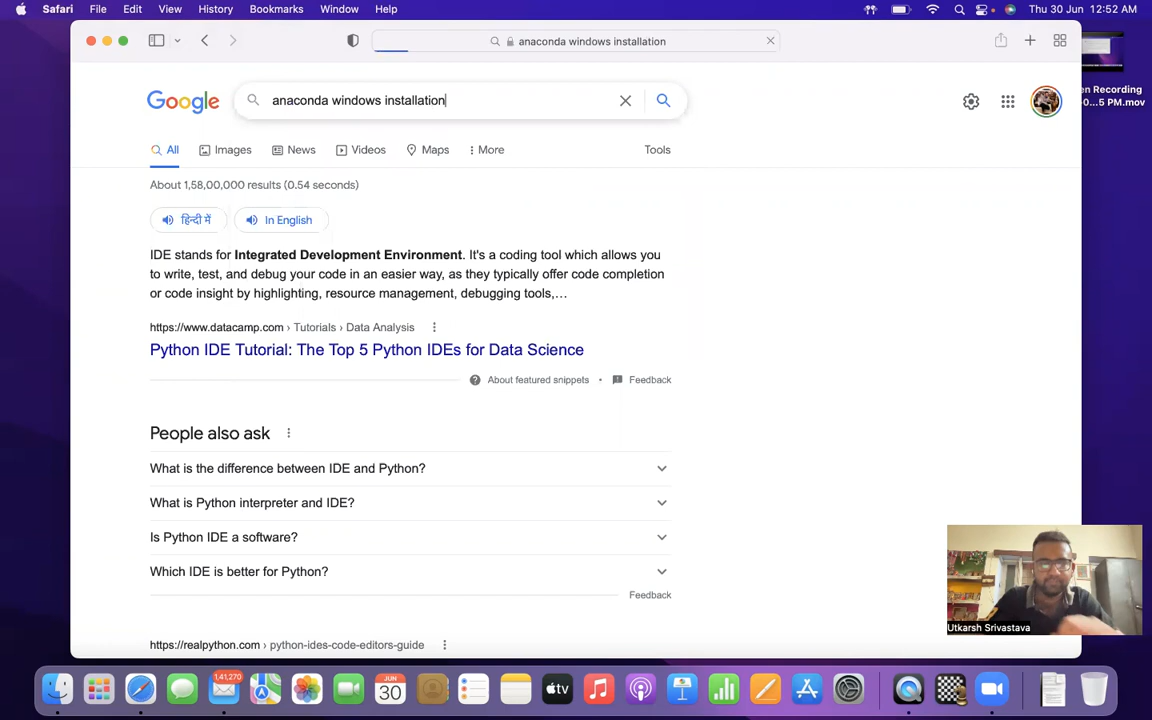 Safari File Edit View History Bookmarks Window Help Thu 30 Jun 12:52 AM
anaconda windows installation
en Recording
0...5 PM.mov
Google anaconda windows installation
All Images News Videos Maps More Tools
About 1,58,00,000 results (0.54 seconds)
हिन्दी में In English
IDE stands for Integrated Development Environment. It's a coding tool which allows you
to write, test, and debug your code in an easier way, as they typically offer code completion
or code insight by highlighting, resource management, debugging tools,...
https://www.datacamp.com › Tutorials › Data Analysis
Python IDE Tutorial: The Top 5 Python IDEs for Data Science
About featured snippets • Feedback
People also ask
What is the difference between IDE and Python?
What is Python interpreter and IDE?
Is Python IDE a software?
Which IDE is better for Python?
Feedback
https://realpython.com › python-ides-code-editors-guide
Utkarsh Srivastava
1,41,270
JUN
30
tv